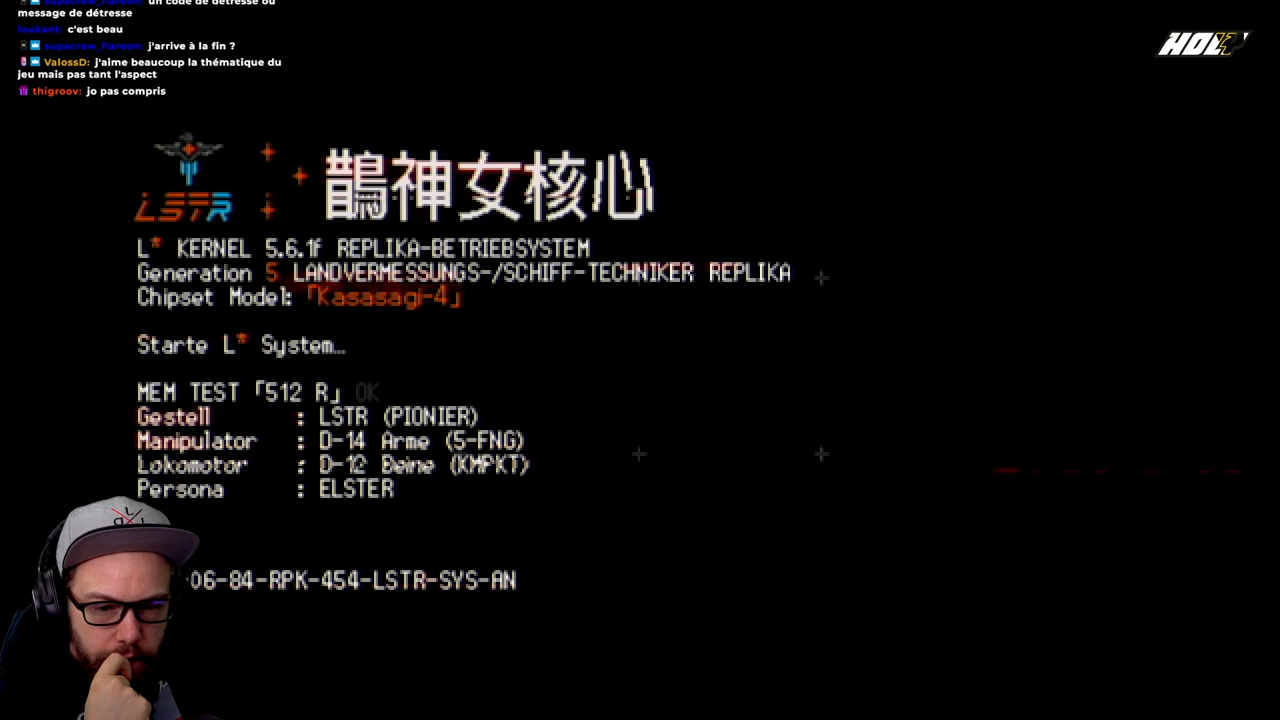 un code de détresse ou
message de détresse
loukant: c'est beau
supacrew_flareon: j'arrive à la fin ?
ValossD: j'aime beaucoup la thématique du
jeu mais pas tant l'aspect
thigroov: jo pas compris
LSTR
鵲神女核心
L* KERNEL 5.6.1f REPLIKA-BETRIEBSYSTEM
Generation 5 LANDVERMESSUNGS-/SCHIFF-TECHNIKER REPLIKA
Chipset Model:「Kasasagi-4」
Starte L* System…
MEM TEST「512 R」OK
Gestell : LSTR (PIONIER)
Manipulator : D-14 Arme (5-FNG)
Lokomotor : D-12 Beine (KMPKT)
Persona : ELSTER
06-84-RPK-454-LSTR-SYS-AN